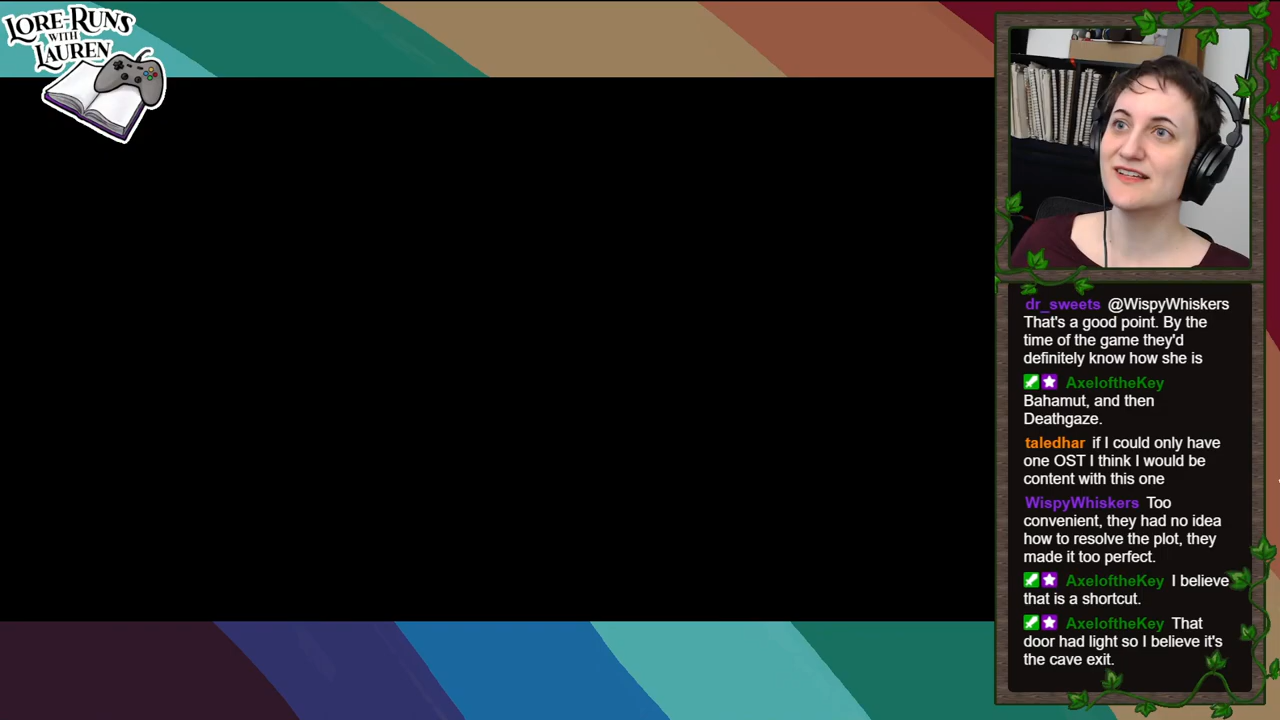 LORE-RUNS
WITH
LAUREN
dr_sweets @WispyWhiskers
That's a good point. By the
time of the game they'd
definitely know how she is
AxeloftheKey
Bahamut, and then
Deathgaze.
taledhar if I could only have
one OST I think I would be
content with this one
WispyWhiskers Too
convenient, they had no idea
how to resolve the plot, they
made it too perfect.
AxeloftheKey I believe
that is a shortcut.
AxeloftheKey That
door had light so I believe it's
the cave exit.